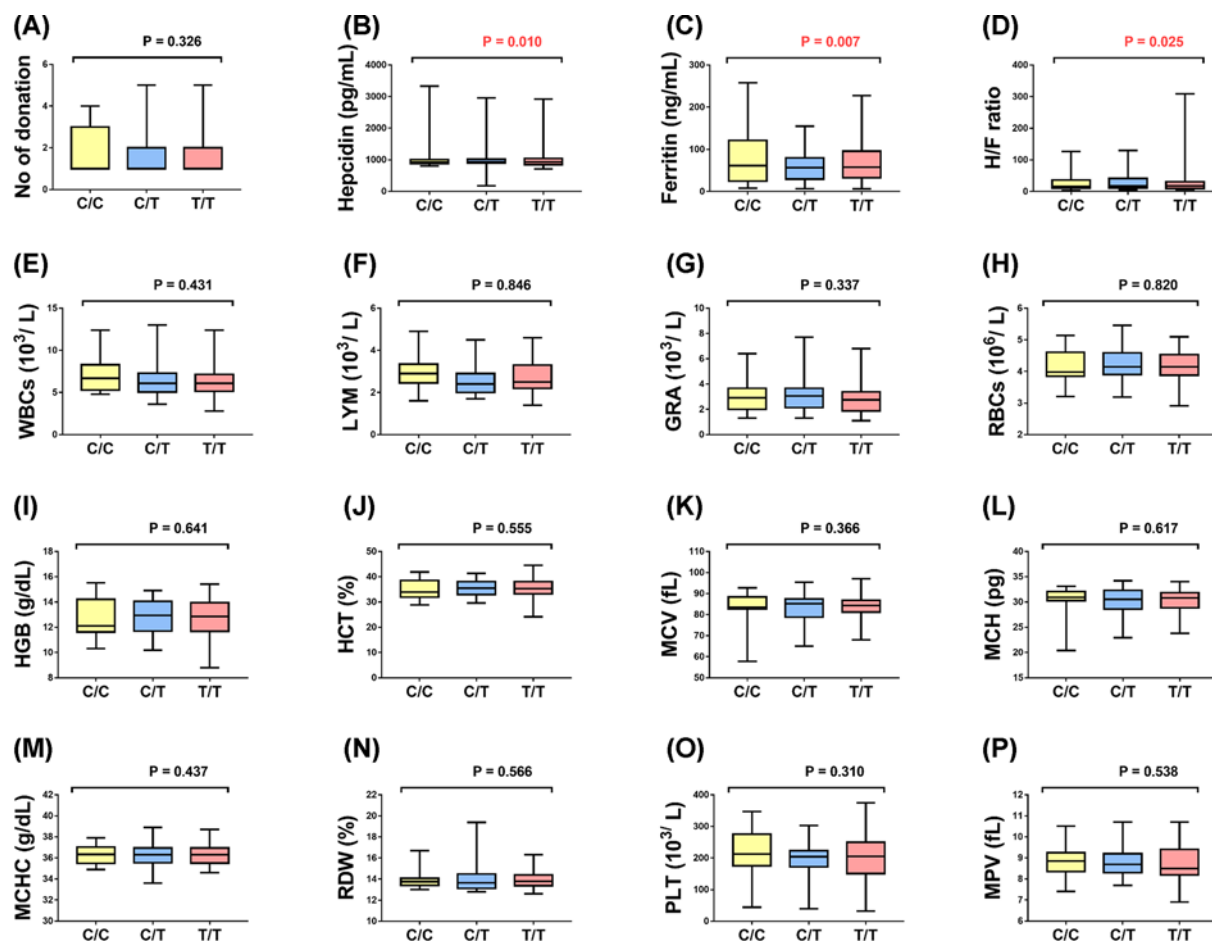 (A)
P = 0.326
No of donation
6
4
2
0
C/C C/T T/T
(B)
P = 0.010
Hepcidin (pg/mL)
4000
3000
2000
1000
0
C/C C/T T/T
(C)
P = 0.007
Ferritin (ng/mL)
300
200
100
0
C/C C/T T/T
(D)
P = 0.025
H/F ratio
400
300
200
100
0
C/C C/T T/T
(E)
P = 0.431
WBCs (10³/ L)
15
10
5
0
C/C C/T T/T
(F)
P = 0.846
LYM (10³/ L)
6
4
2
0
C/C C/T T/T
(G)
P = 0.337
GRA (10³/ L)
10
8
6
4
2
0
C/C C/T T/T
(H)
P = 0.820
RBCs (10⁶/ L)
6
5
4
3
2
C/C C/T T/T
(I)
P = 0.641
HGB (g/dL)
18
16
14
12
10
8
C/C C/T T/T
(J)
P = 0.555
HCT (%)
50
40
30
20
10
0
C/C C/T T/T
(K)
P = 0.366
MCV (fL)
110
100
90
80
70
60
50
C/C C/T T/T
(L)
P = 0.617
MCH (pg)
40
35
30
25
20
15
C/C C/T T/T
(M)
P = 0.437
MCHC (g/dL)
42
40
38
36
34
32
30
C/C C/T T/T
(N)
P = 0.566
RDW (%)
22
20
18
16
14
12
10
C/C C/T T/T
(O)
P = 0.310
PLT (10³/ L)
400
300
200
100
0
C/C C/T T/T
(P)
P = 0.538
MPV (fL)
12
11
10
9
8
7
6
C/C C/T T/T